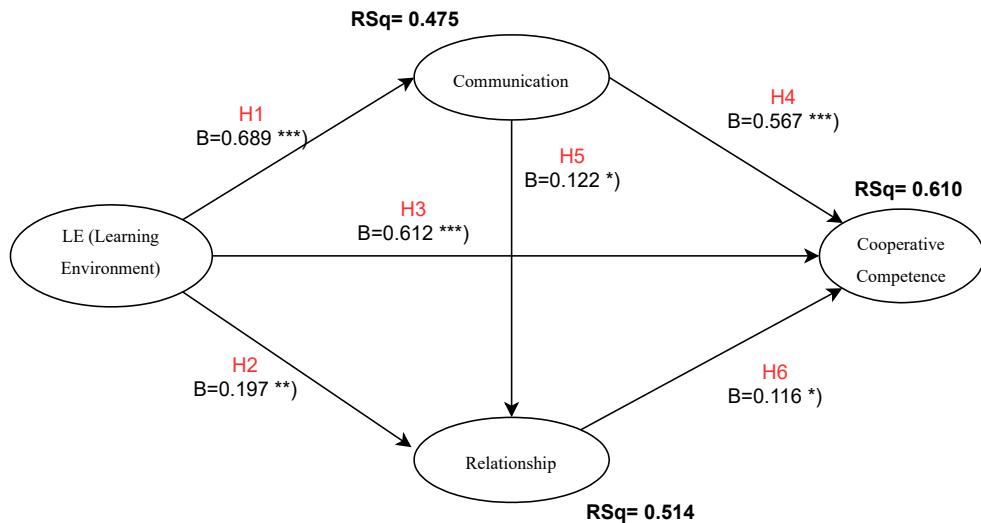 RSq= 0.475
Communication
H1
B=0.689 ***)
H4
B=0.567 ***)
H5
B=0.122 *)
RSq= 0.610
H3
B=0.612 ***)
LE (Learning
Environment)
Cooperative
Competence
H2
B=0.197 **)
H6
B=0.116 *)
Relationship
RSq= 0.514